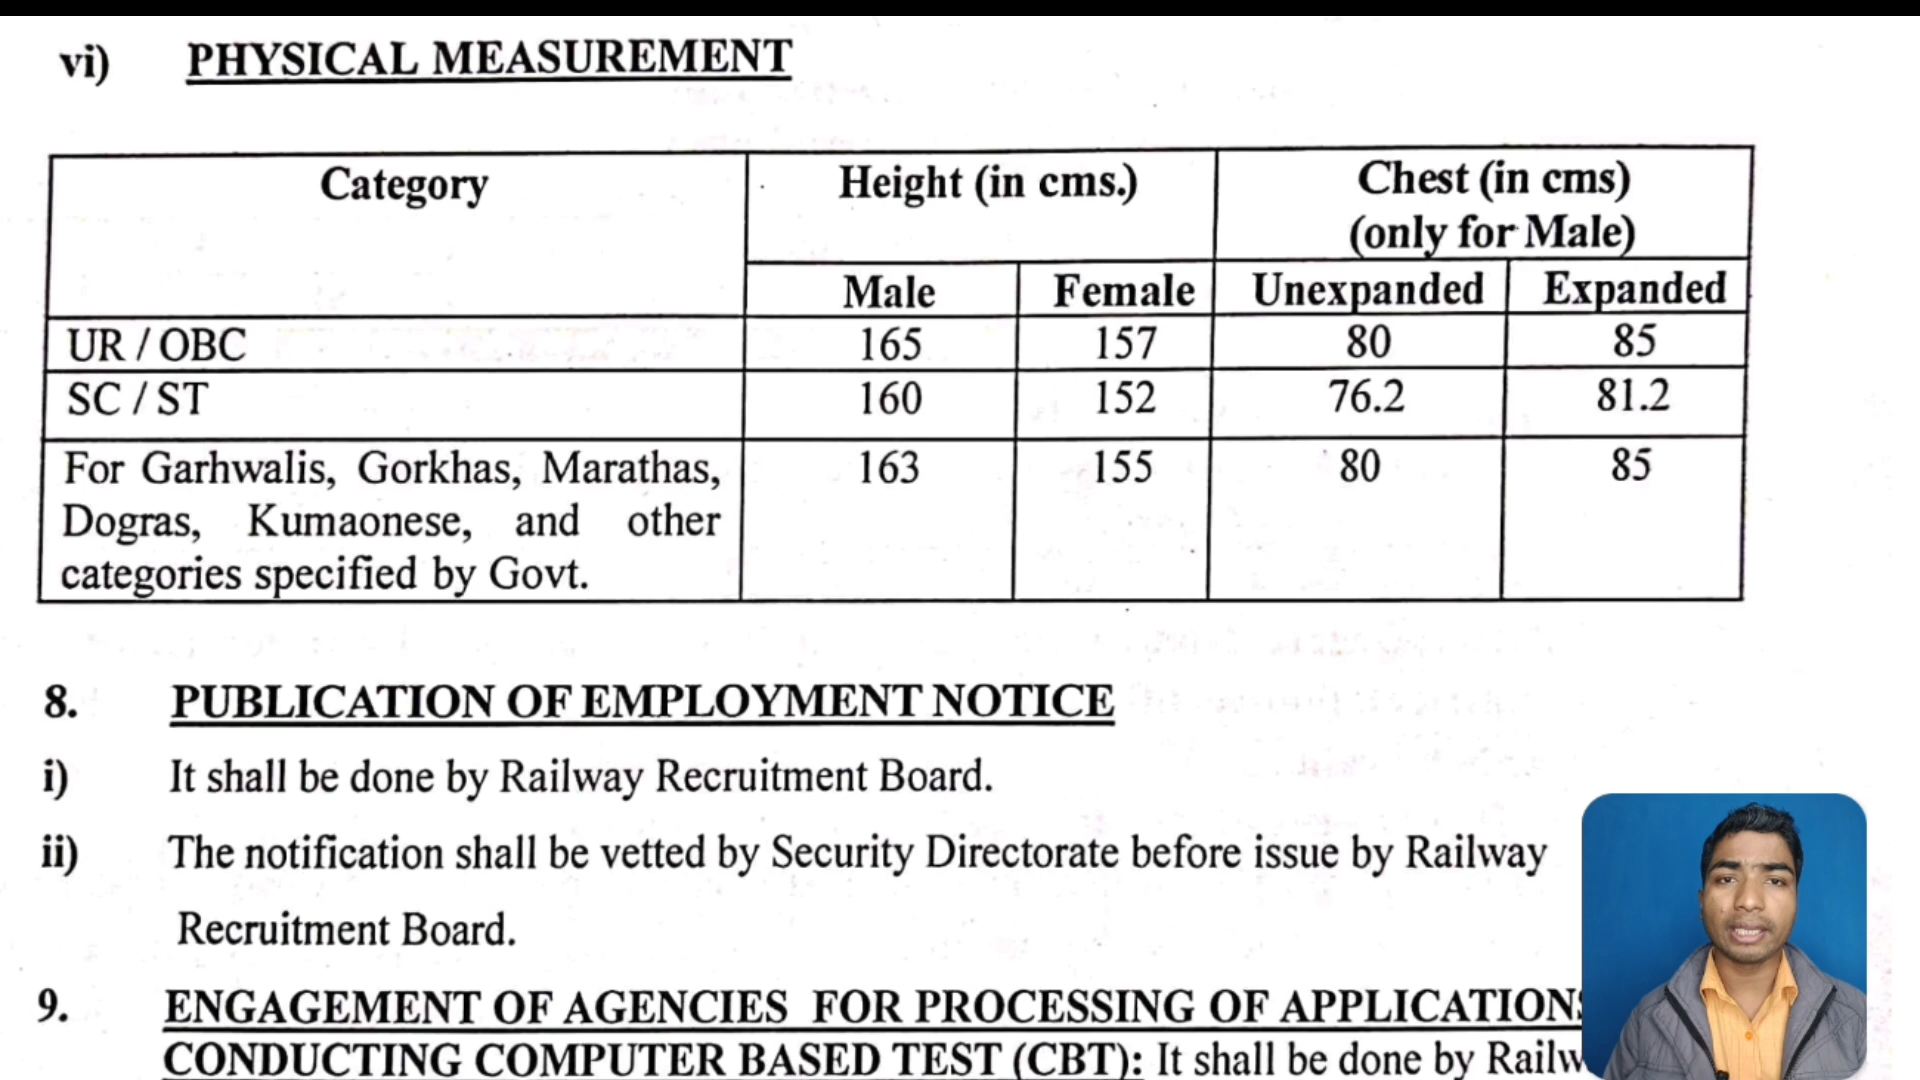 vi) PHYSICAL MEASUREMENT
Category Height (in cms.) Chest (in cms)
(only for Male)
Male Female Unexpanded Expanded
UR / OBC 165 157 80 85
SC / ST 160 152 76.2 81.2
For Garhwalis, Gorkhas, Marathas, 163 155 80 85
Dogras, Kumaonese, and other
categories specified by Govt.
8. PUBLICATION OF EMPLOYMENT NOTICE
i) It shall be done by Railway Recruitment Board.
ii) The notification shall be vetted by Security Directorate before issue by Railway
Recruitment Board.
9. ENGAGEMENT OF AGENCIES FOR PROCESSING OF APPLICATIONS
CONDUCTING COMPUTER BASED TEST (CBT): It shall be done by